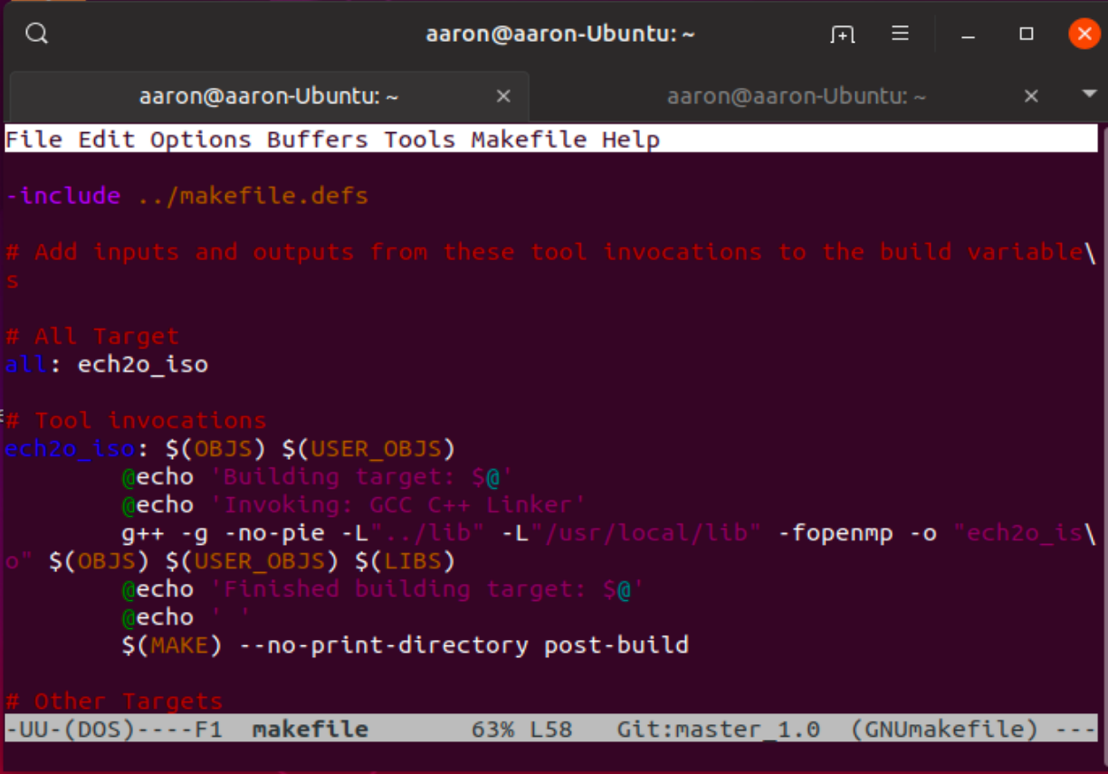 aaron@aaron-Ubuntu: ~
aaron@aaron-Ubuntu: ~
aaron@aaron-Ubuntu: ~
File Edit Options Buffers Tools Makefile Help
-include ../makefile.defs
# Add inputs and outputs from these tool invocations to the build variable\
s
# All Target
all: ech2o_iso
# Tool invocations
ech2o_iso: $(OBJS) $(USER_OBJS)
@echo 'Building target: $@'
@echo 'Invoking: GCC C++ Linker'
g++ -g -no-pie -L"../lib" -L"/usr/local/lib" -fopenmp -o "ech2o_is\
o" $(OBJS) $(USER_OBJS) $(LIBS)
@echo 'Finished building target: $@'
@echo ' '
$(MAKE) --no-print-directory post-build
# Other Targets
-UU-(DOS)----F1 makefile 63% L58 Git:master_1.0 (GNUmakefile) ---